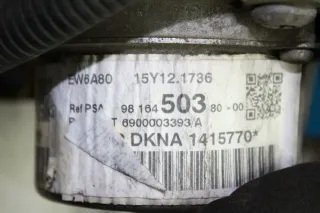 EW6A80 15Y12.1736
Ref PSA 98 164 503 80-00
T 6900003393/A
DKNA 1415770*